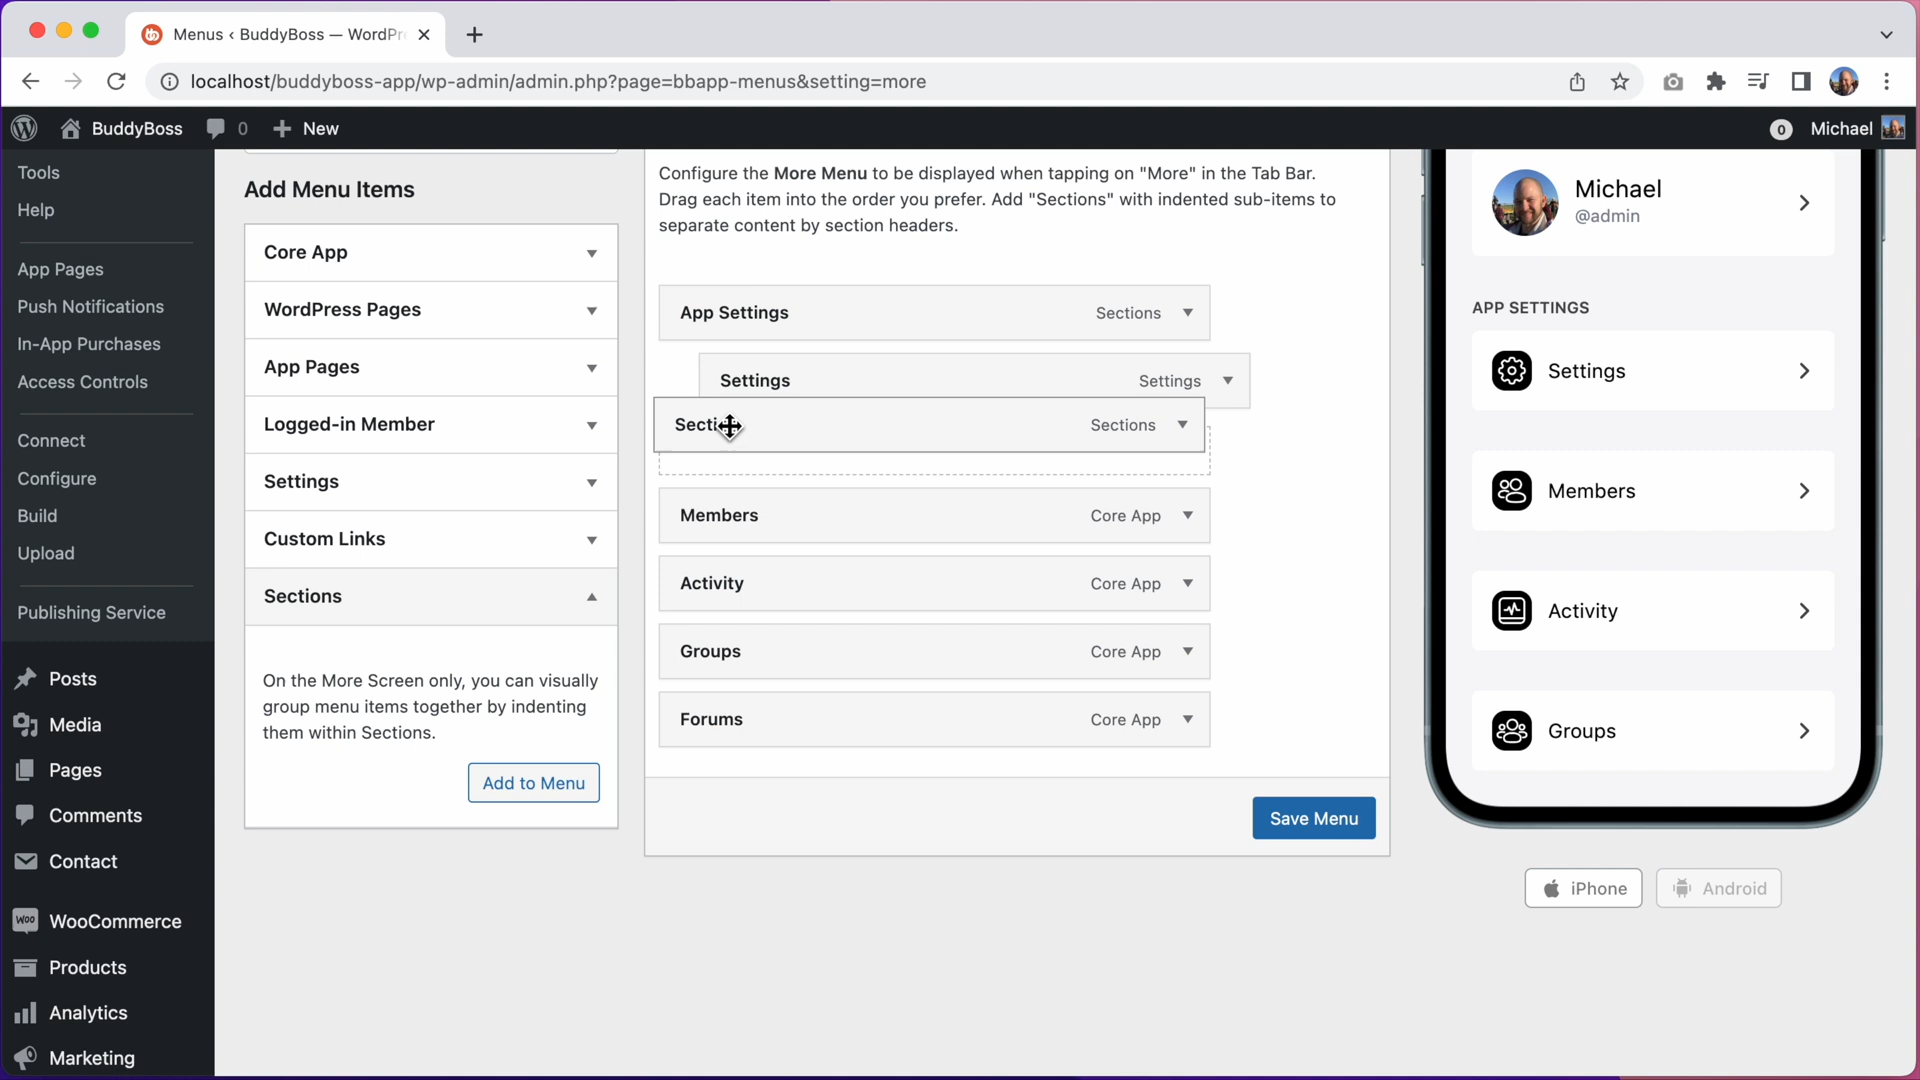 Menus ‹ BuddyBoss — WordPr
localhost/buddyboss-app/wp-admin/admin.php?page=bbapp-menus&setting=more
BuddyBoss
0
New
0
Michael
Tools
Help
App Pages
Push Notifications
In-App Purchases
Access Controls
Connect
Configure
Build
Upload
Publishing Service
Posts
Media
Pages
Comments
Contact
WOO
WooCommerce
Products
Analytics
Marketing
Add Menu Items
Core App
WordPress Pages
App Pages
Logged-in Member
Settings
Custom Links
Sections
On the More Screen only, you can visually
group menu items together by indenting
them within Sections.
Add to Menu
Configure the More Menu to be displayed when tapping on "More" in the Tab Bar.
Drag each item into the order you prefer. Add "Sections" with indented sub-items to
separate content by section headers.
App Settings Sections
Settings Settings
Sections
Members Core App
Activity Core App
Groups Core App
Forums Core App
Save Menu
Michael
@admin
APP SETTINGS
Settings
Members
Activity
Groups
iPhone
Android